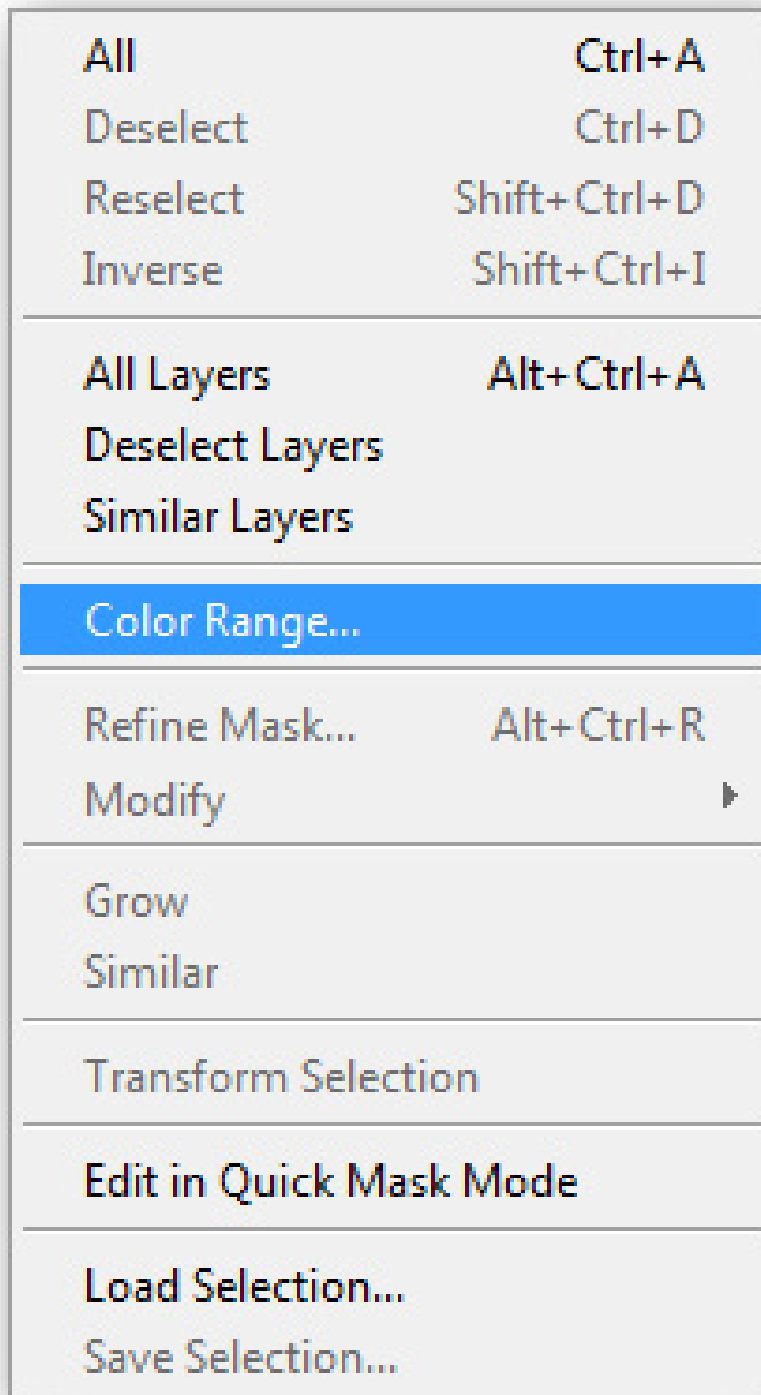 All Ctrl+A
Deselect Ctrl+D
Reselect Shift+Ctrl+D
Inverse Shift+Ctrl+I
All Layers Alt+Ctrl+A
Deselect Layers
Similar Layers
Color Range...
Refine Mask... Alt+Ctrl+R
Modify
Grow
Similar
Transform Selection
Edit in Quick Mask Mode
Load Selection...
Save Selection...